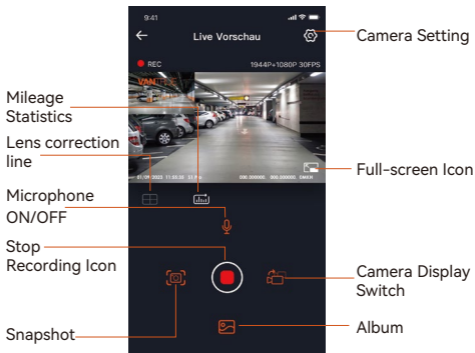 9:41
Live Vorschau
Camera Setting
REC
1944P+1080P 30FPS
Mileage
Statistics
Lens correction
line
Full-screen Icon
Microphone
ON/OFF
Stop
Recording Icon
Camera Display
Switch
Snapshot
Album